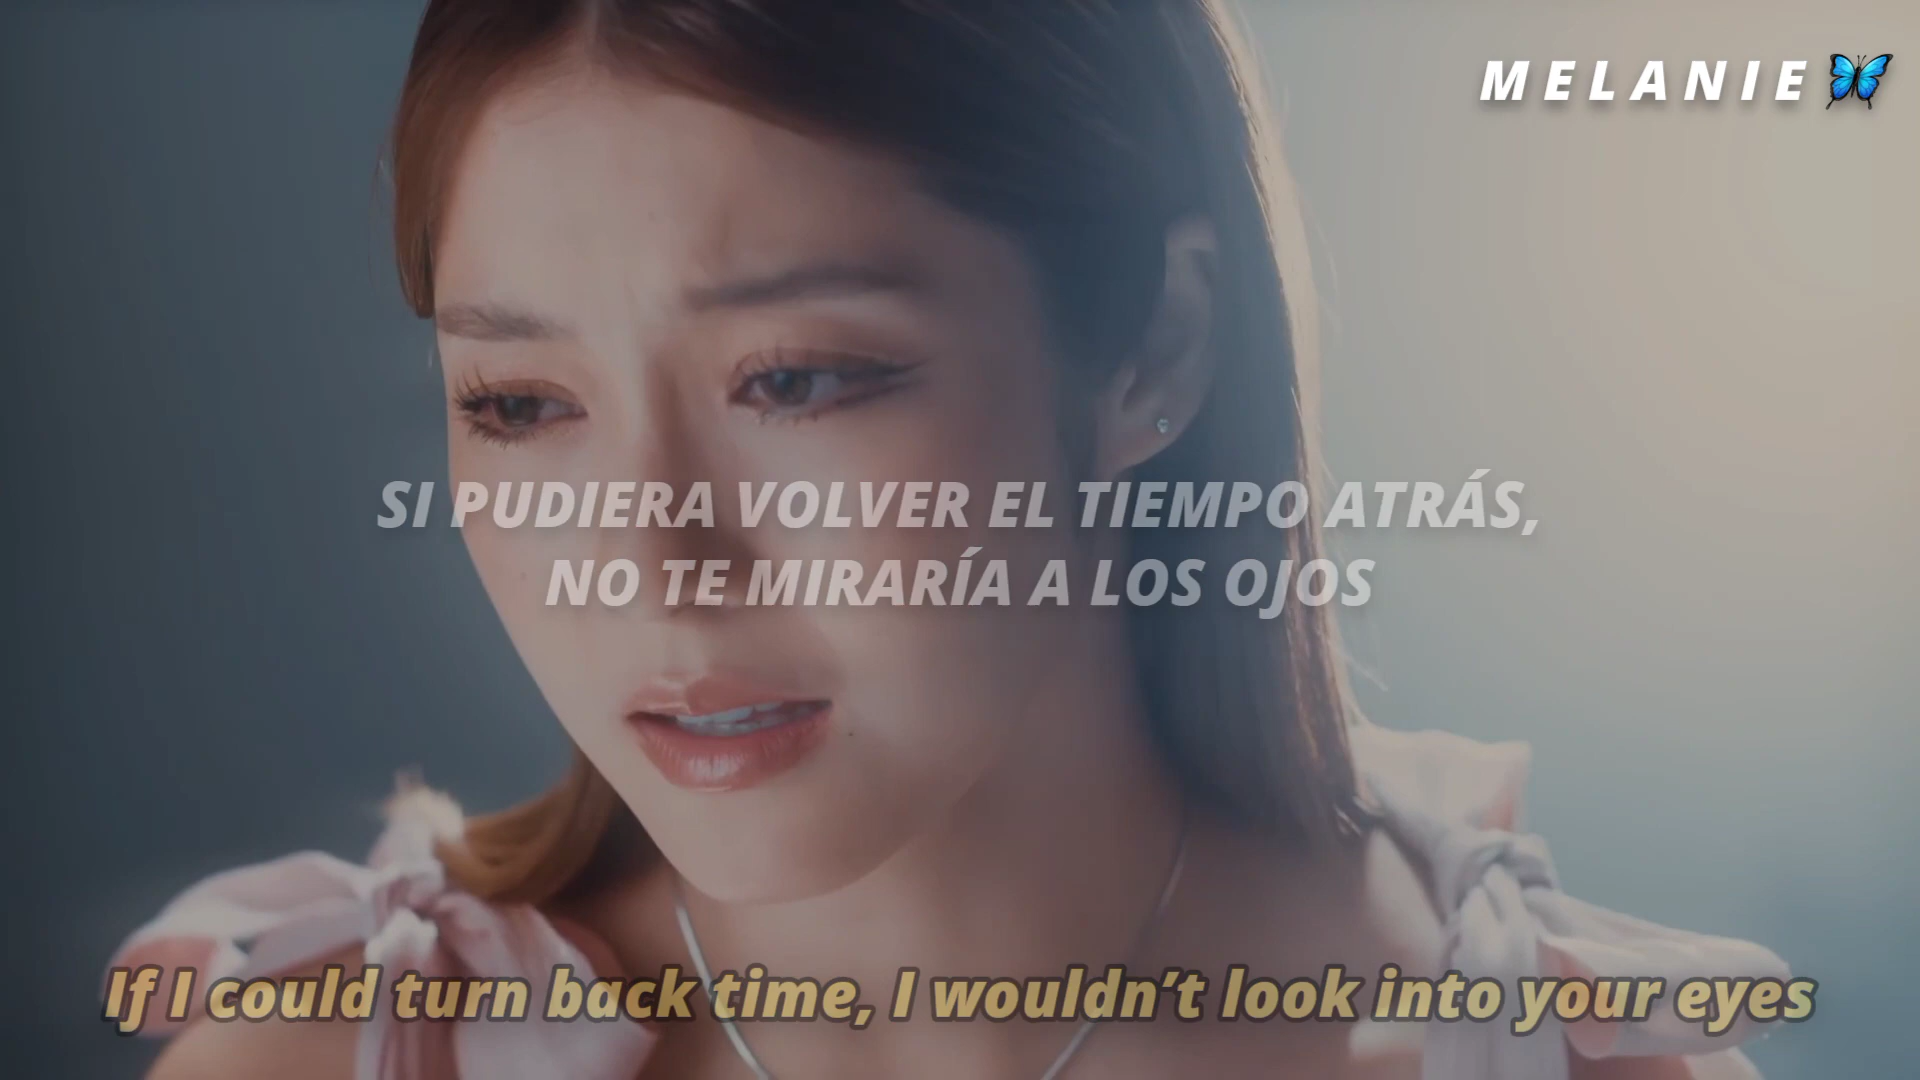 MELANIE🦋
SI PUDIERA VOLVER EL TIEMPO ATRÁS,
NO TE MIRARÍA A LOS OJOS
If I could turn back time, I wouldn’t look into your eyes